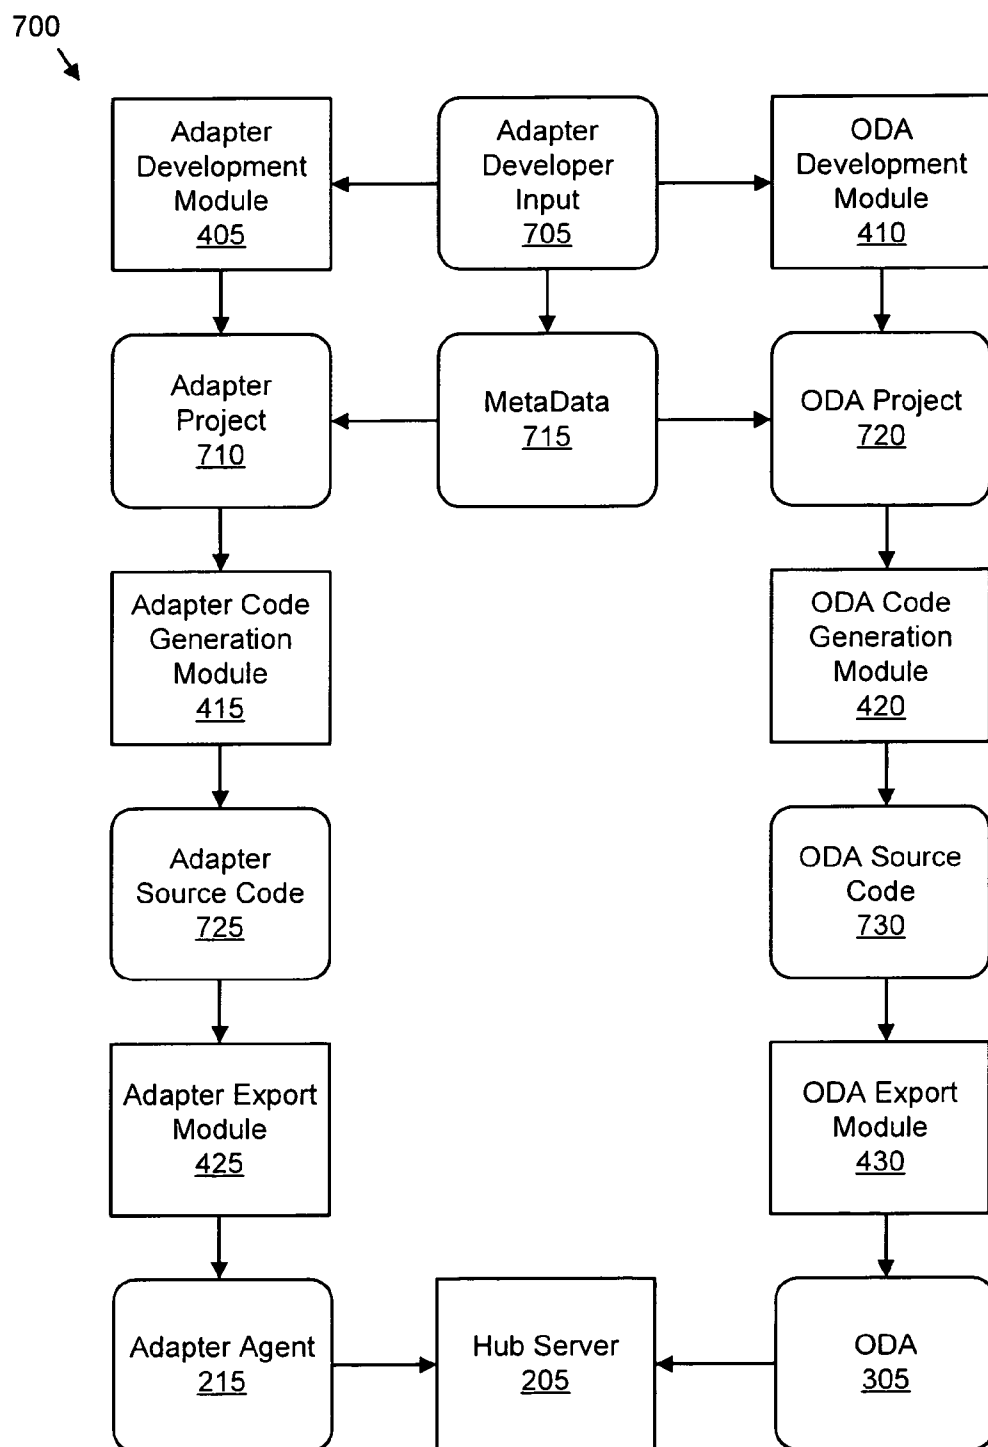 700
Adapter
Development
Module
405
Adapter
Developer
Input
705
ODA
Development
Module
410
Adapter
Project
710
MetaData
715
ODA Project
720
Adapter Code
Generation
Module
415
ODA Code
Generation
Module
420
Adapter
Source Code
725
ODA Source
Code
730
Adapter Export
Module
425
ODA Export
Module
430
Adapter Agent
215
Hub Server
205
ODA
305